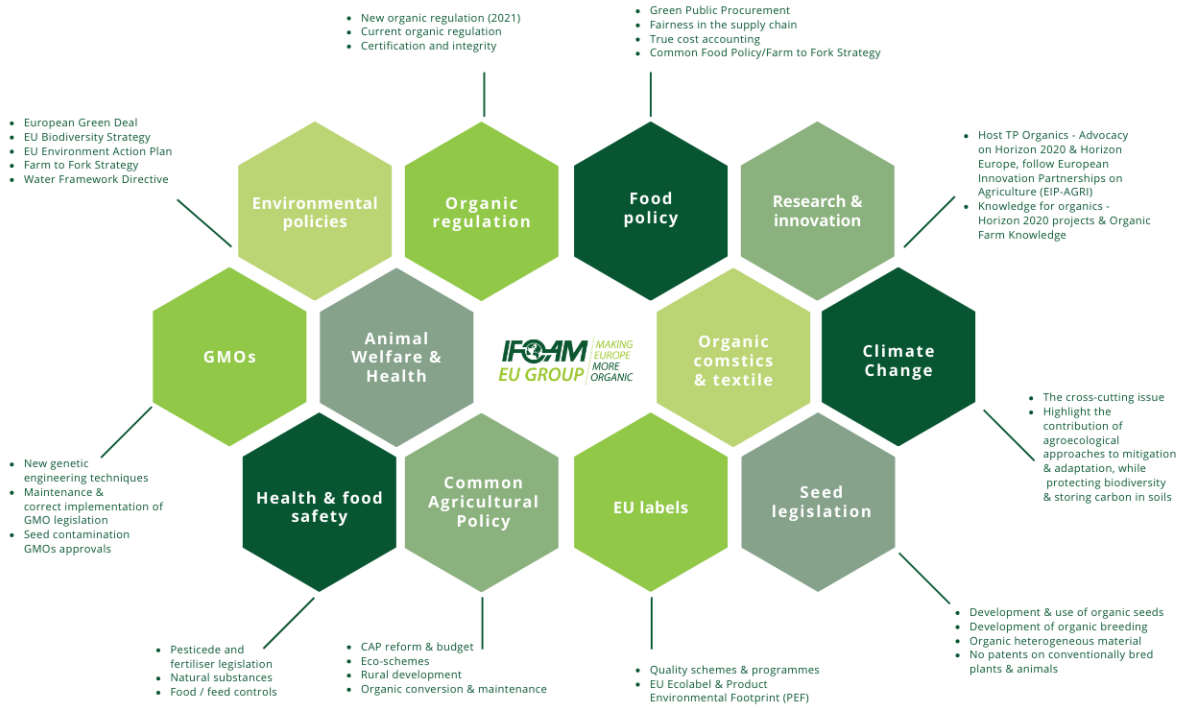 • New organic regulation (2021)
• Current organic regulation
• Certification and integrity
• Green Public Procurement
• Fairness in the supply chain
• True cost accounting
• Common Food Policy/Farm to Fork Strategy
• European Green Deal
• EU Biodiversity Strategy
• EU Environment Action Plan
• Farm to Fork Strategy
• Water Framework Directive
• Host TP Organics - Advocacy
on Horizon 2020 & Horizon
Europe, follow European
Innovation Partnerships on
Agriculture (EIP-AGRI)
• Knowledge for organics -
Horizon 2020 projects & Organic
Farm Knowledge
Environmental
policies
Organic
regulation
Food
policy
Research &
innovation
GMOs
Animal
Welfare &
Health
IFOAM
EU GROUP
MAKING
EUROPE
MORE
ORGANIC
Organic
comstics
& textile
Climate
Change
• The cross-cutting issue
• Highlight the
contribution of
agroecological
approaches to mitigation
& adaptation, while
protecting biodiversity
& storing carbon in soils
• New genetic
engineering techniques
• Maintenance &
correct implementation of
GMO legislation
• Seed contamination
GMOs approvals
Health & food
safety
Common
Agricultural
Policy
EU labels
Seed
legislation
• Pesticede and
fertiliser legislation
• Natural substances
• Food / feed controls
• CAP reform & budget
• Eco-schemes
• Rural development
• Organic conversion & maintenance
• Quality schemes & programmes
• EU Ecolabel & Product
Environmental Footprint (PEF)
• Development & use of organic seeds
• Development of organic breeding
• Organic heterogeneous material
• No patents on conventionally bred
plants & animals